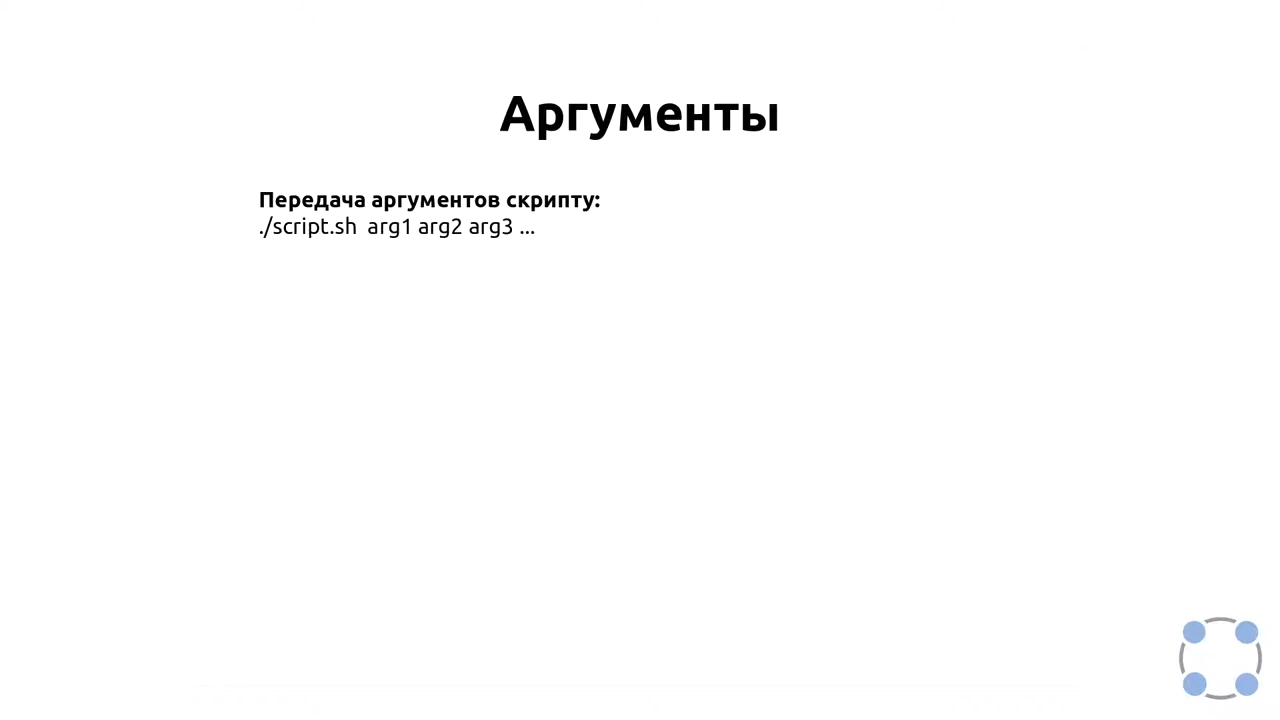 Аргументы
Передача аргументов скрипту:
./script.sh  arg1 arg2 arg3 ...